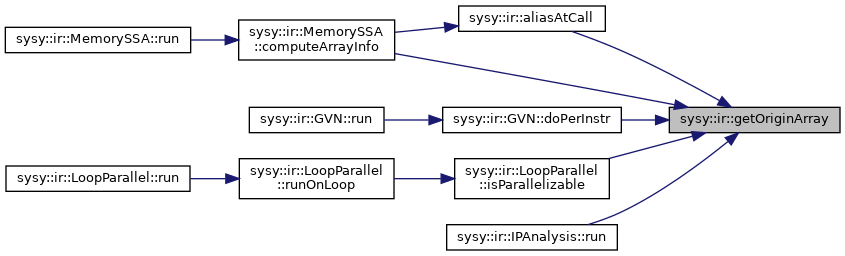 sysy::ir::MemorySSA::run
sysy::ir::MemorySSA
::computeArrayInfo
sysy::ir::aliasAtCall
sysy::ir::getOriginArray
sysy::ir::GVN::run
sysy::ir::GVN::doPerInstr
sysy::ir::LoopParallel::run
sysy::ir::LoopParallel
::runOnLoop
sysy::ir::LoopParallel
::isParallelizable
sysy::ir::IPAnalysis::run